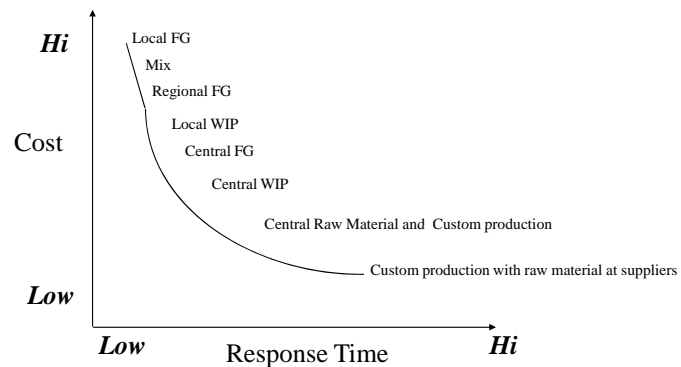 Local FG
Hi
Mix
Regional FG
Local WIP
Cost
Central FG
Central WIP
Central Raw Material and Custom production
Custom production with raw material at suppliers
Low
Low
Hi
Response Time